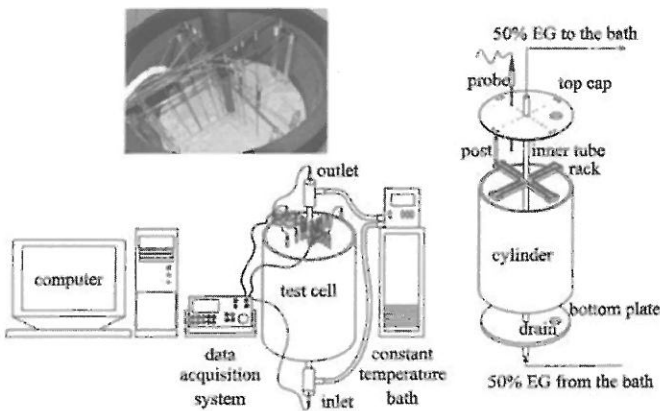 50% EG to the bath
probe
top cap
post
inner tube
rack
outlet
computer
test cell
cylinder
bottom plate
drain
data
acquisition
system
constant
temperature
bath
inlet
50% EG from the bath